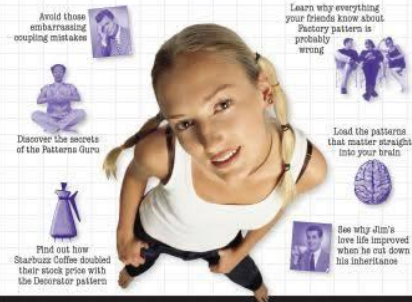 Avoid those
embarrassing
coupling mistakes
Learn why everything
your friends know about
Factory pattern is
probably
wrong
Discover the secrets
of the Patterns Guru
Load the patterns
that matter straight
into your brain
Find out how
Starbuzz Coffee doubled
their stock price with
the Decorator pattern
See why Jim's
love life improved
when he cut down
his inheritance